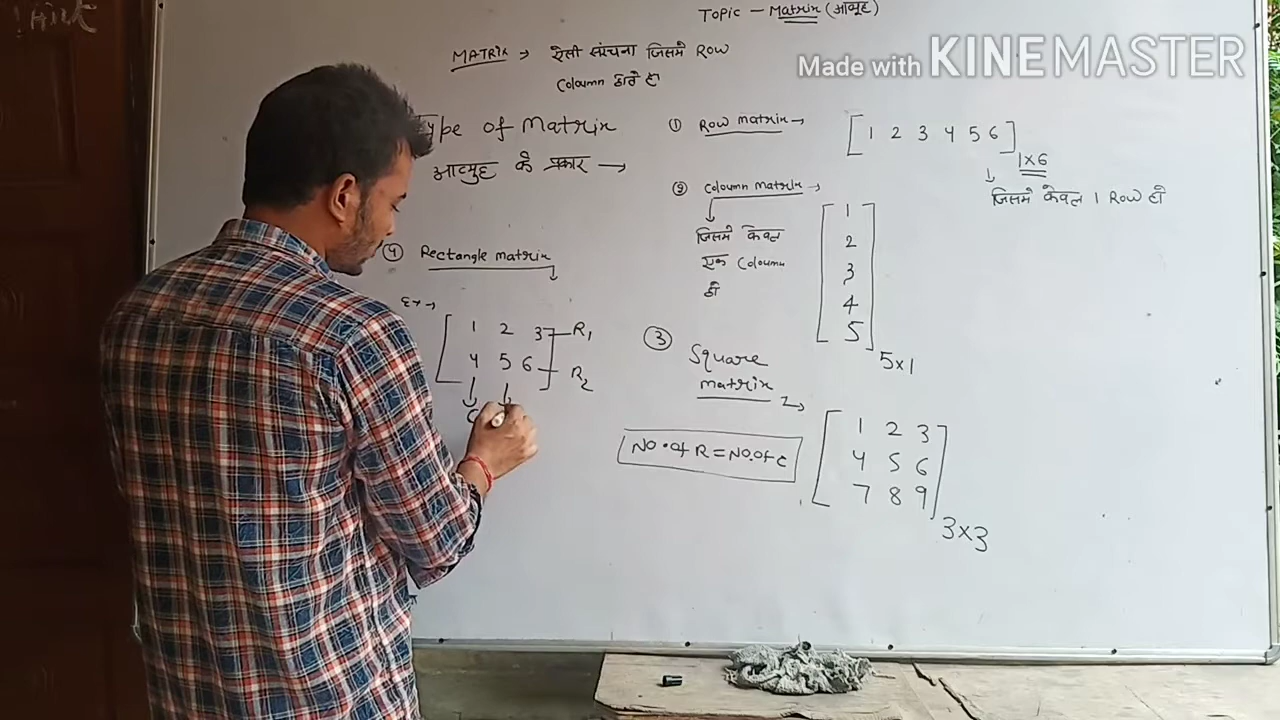 Topic - Matrix (आव्यूह)
Made with KINEMASTER
MATRIX → ऐसी संरचना जिसमे Row
Coloumn होते हो
Type of Matrix
आव्युह के प्रकार →
① Row matrix →
[1 2 3 4 5 6]
1×6
↓
जिसमे केवल 1 Row हो
② Coloumn matrix →
जिसमे केवल
एक Coloumn
हो
1
2
3
4
5
5×1
③ Square
matrix
No. of R = No. of C
1 2 3
4 5 6
7 8 9
3×3
④ Rectangle matrix
Ex →
1 2 3 R1
4 5 6 R2
C